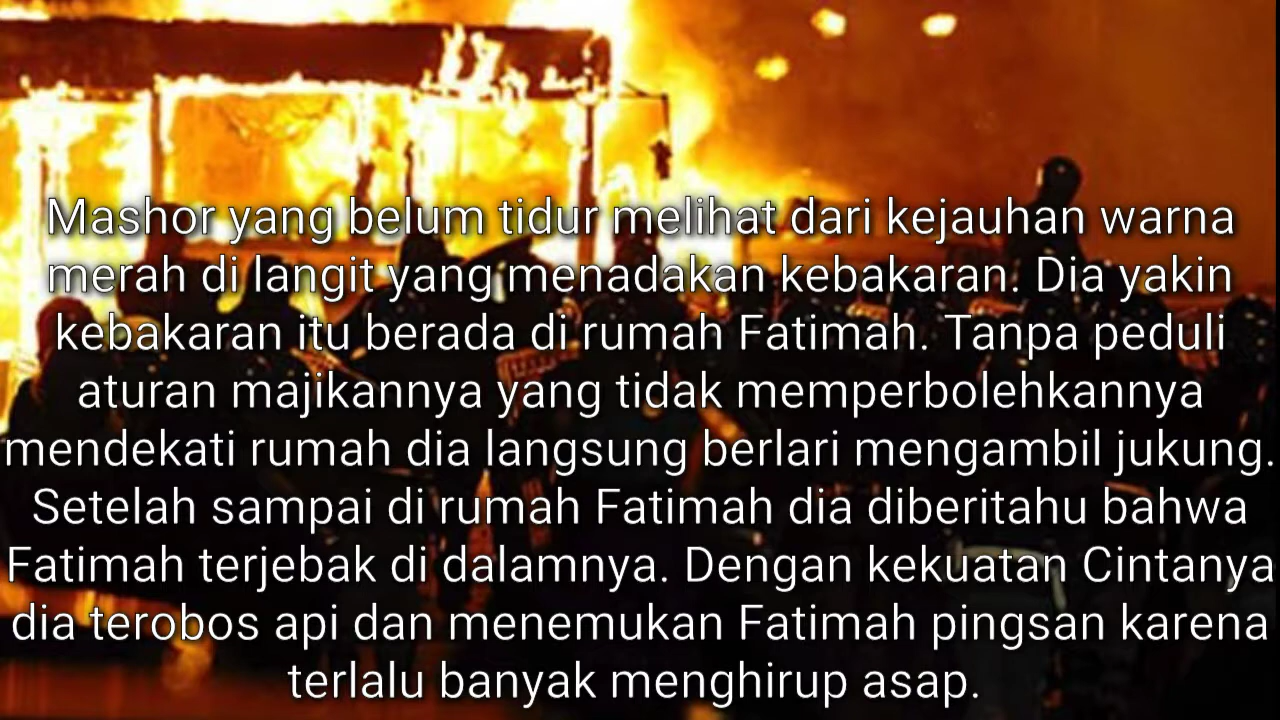 Mashor yang belum tidur melihat dari kejauhan warna
merah di langit yang menadakan kebakaran. Dia yakin
kebakaran itu berada di rumah Fatimah. Tanpa peduli
aturan majikannya yang tidak memperbolehkannya
mendekati rumah dia langsung berlari mengambil jukung.
Setelah sampai di rumah Fatimah dia diberitahu bahwa
Fatimah terjebak di dalamnya. Dengan kekuatan Cintanya
dia terobos api dan menemukan Fatimah pingsan karena
terlalu banyak menghirup asap.